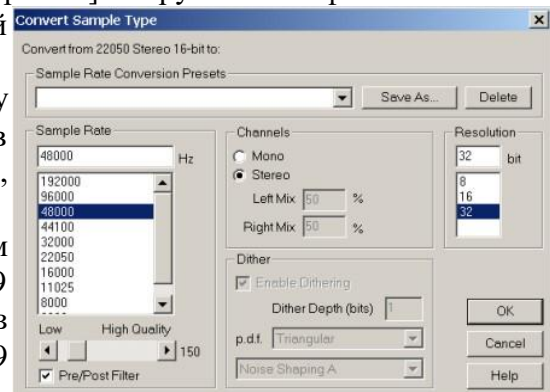 й
Convert Sample Type
Convert from 22050 Stereo 16-bit to:
Sample Rate Conversion Presets
Save As...
Delete
у
в
,
м
9
в
9
Sample Rate
48000 Hz
192000
96000
48000
44100
32000
22050
16000
11025
8000
Low High Quality
150
Pre/Post Filter
Channels
Mono
Stereo
Left Mix 50 %
Right Mix 50 %
Dither
Enable Dithering
Dither Depth (bits) 1
p.d.f. Triangular
Noise Shaping A
Resolution
32 bit
8
16
32
OK
Cancel
Help